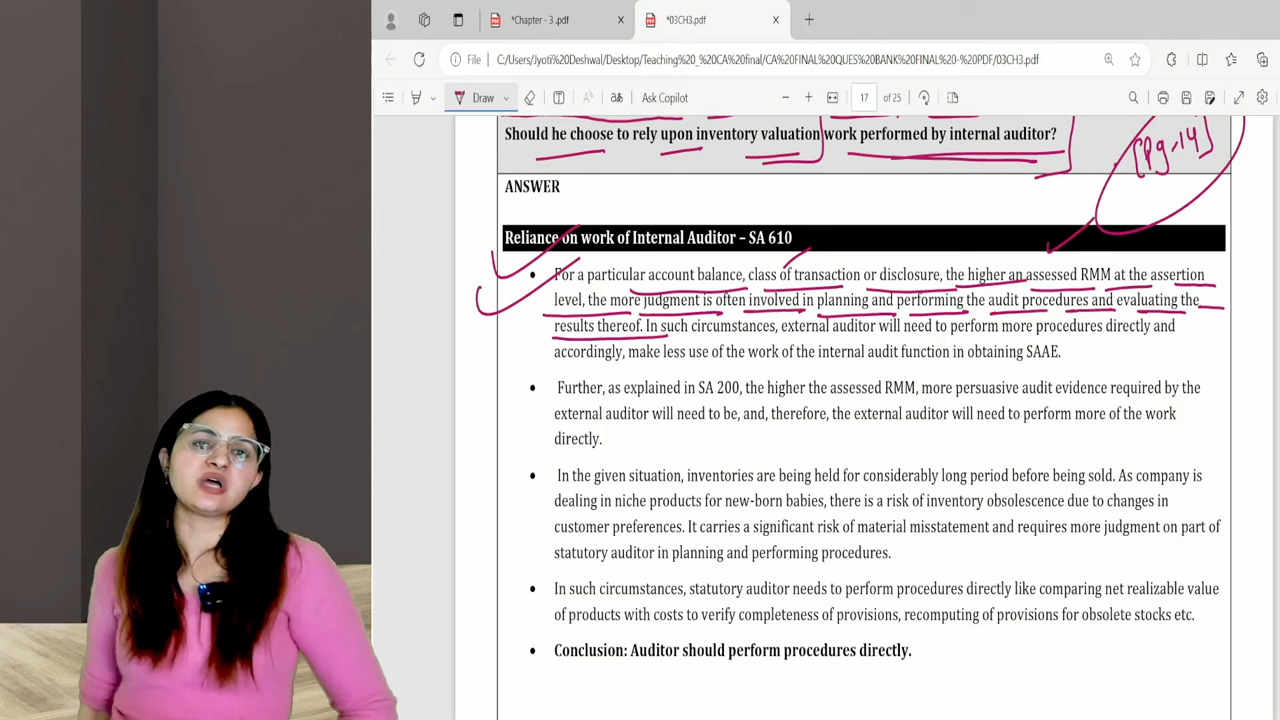 *Chapter - 3 .pdf
*03CH3.pdf
File
C:/Users/Jyoti%20Deshwal/Desktop/Teaching%20_%20CA%20final/CA%20FINAL%20QUES%20BANK%20FINAL%20-%20PDF/03CH3.pdf
Draw
Ask Copilot
17
of 25
Should he choose to rely upon inventory valuation work performed by internal auditor?
[pg-14]
ANSWER
Reliance on work of Internal Auditor – SA 610
• For a particular account balance, class of transaction or disclosure, the higher an assessed RMM at the assertion
level, the more judgment is often involved in planning and performing the audit procedures and evaluating the
results thereof. In such circumstances, external auditor will need to perform more procedures directly and
accordingly, make less use of the work of the internal audit function in obtaining SAAE.
• Further, as explained in SA 200, the higher the assessed RMM, more persuasive audit evidence required by the
external auditor will need to be, and, therefore, the external auditor will need to perform more of the work
directly.
• In the given situation, inventories are being held for considerably long period before being sold. As company is
dealing in niche products for new-born babies, there is a risk of inventory obsolescence due to changes in
customer preferences. It carries a significant risk of material misstatement and requires more judgment on part of
statutory auditor in planning and performing procedures.
• In such circumstances, statutory auditor needs to perform procedures directly like comparing net realizable value
of products with costs to verify completeness of provisions, recomputing of provisions for obsolete stocks etc.
• Conclusion: Auditor should perform procedures directly.